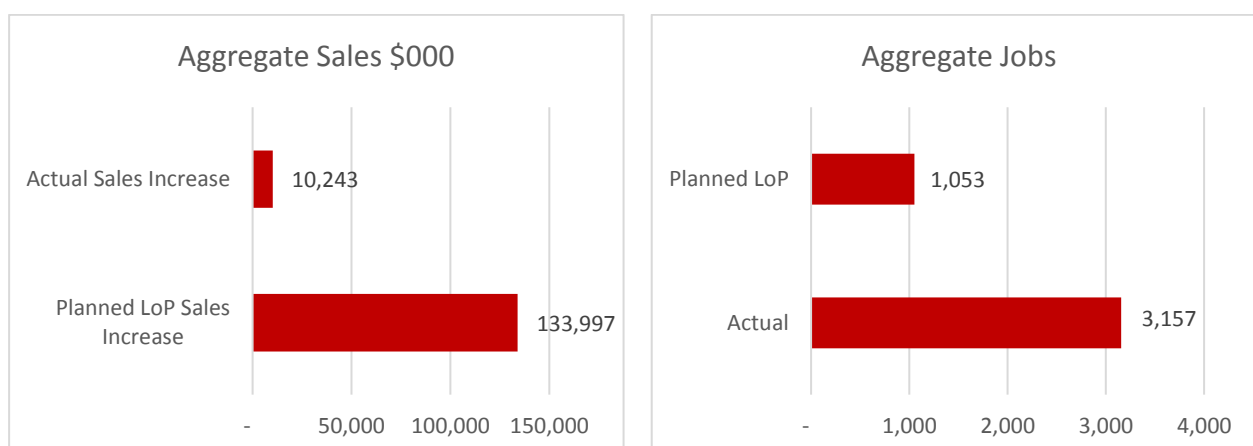 Aggregate Sales $000
Actual Sales Increase
10,243
Planned LoP Sales
Increase
133,997
- 50,000 100,000 150,000
Aggregate Jobs
Planned LoP
1,053
Actual
3,157
- 1,000 2,000 3,000 4,000